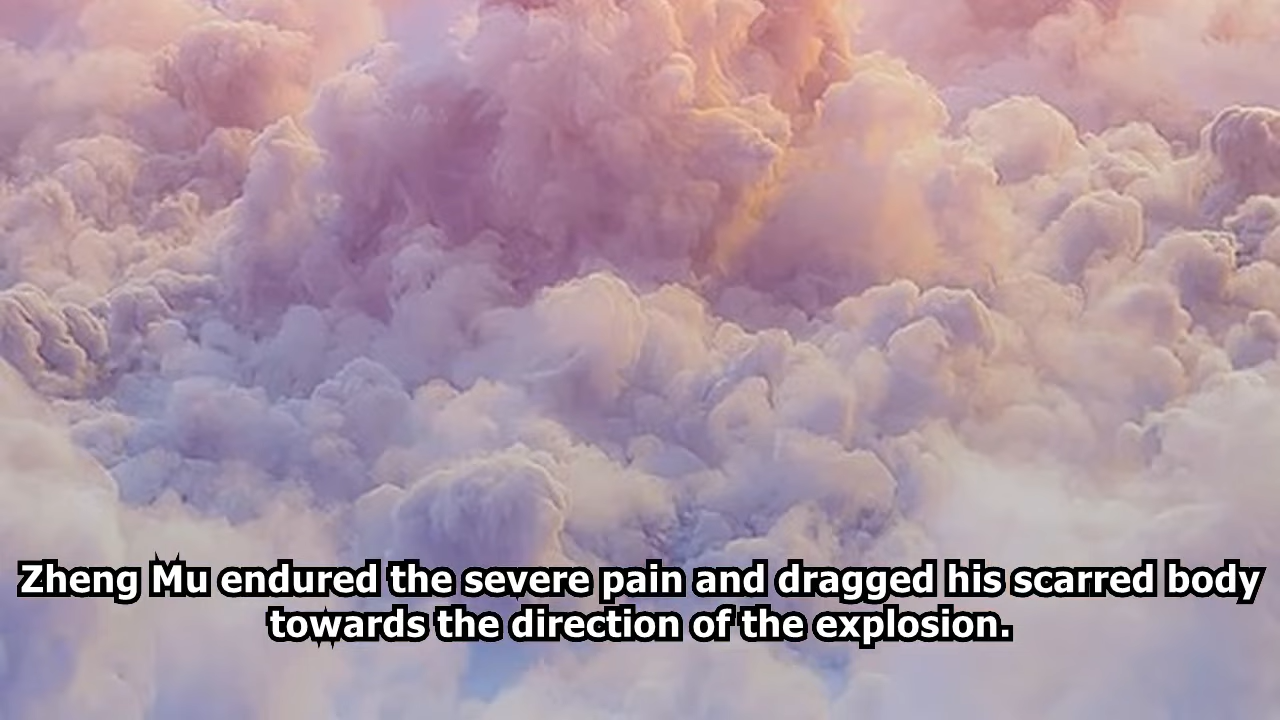 Zheng Mu endured the severe pain and dragged his scarred body
towards the direction of the explosion.